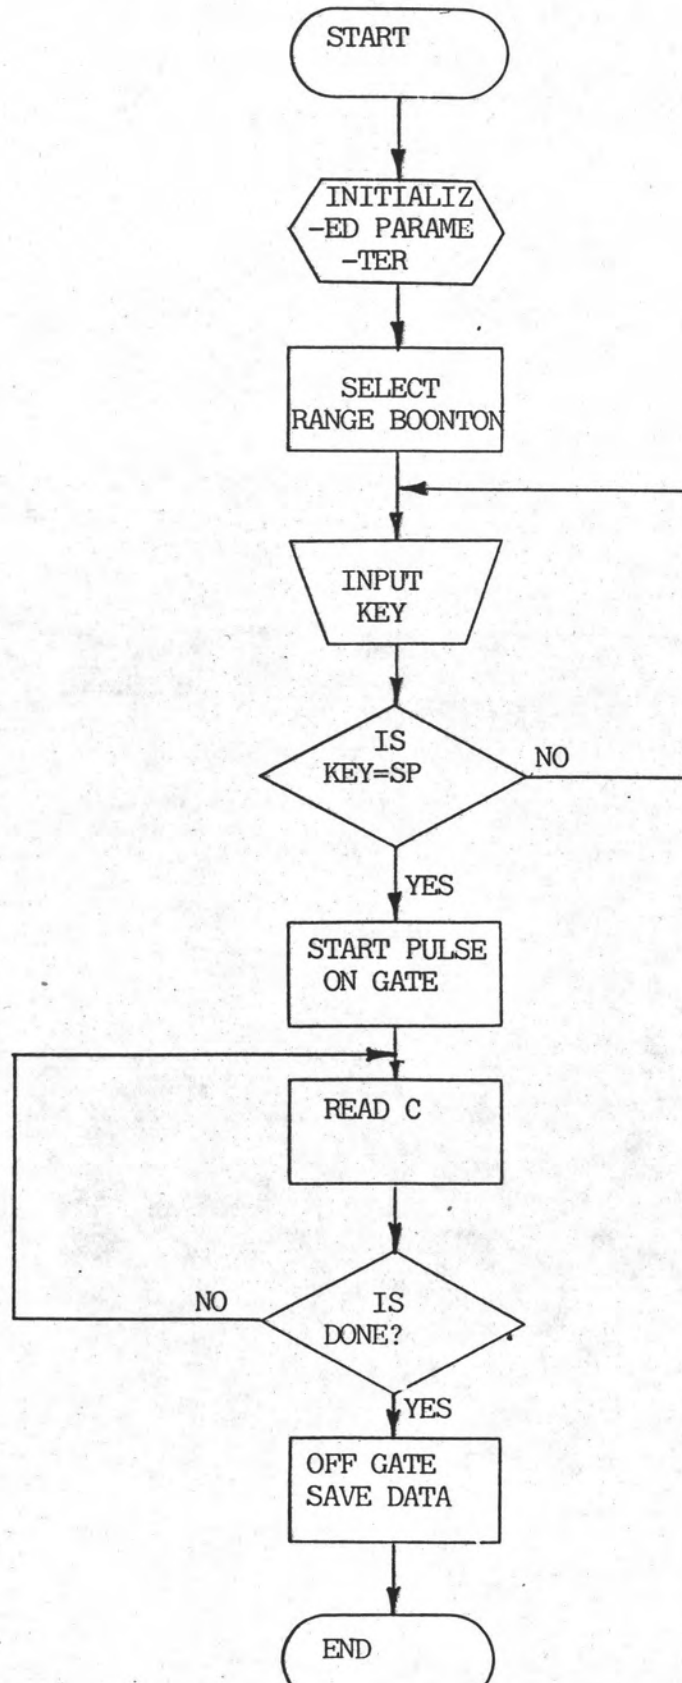 START
INITIALIZ
-ED PARAME
-TER
SELECT
RANGE BOONTON
INPUT
KEY
IS
KEY=SP
NO
YES
START PULSE
ON GATE
READ C
NO
IS
DONE?
YES
OFF GATE
SAVE DATA
END